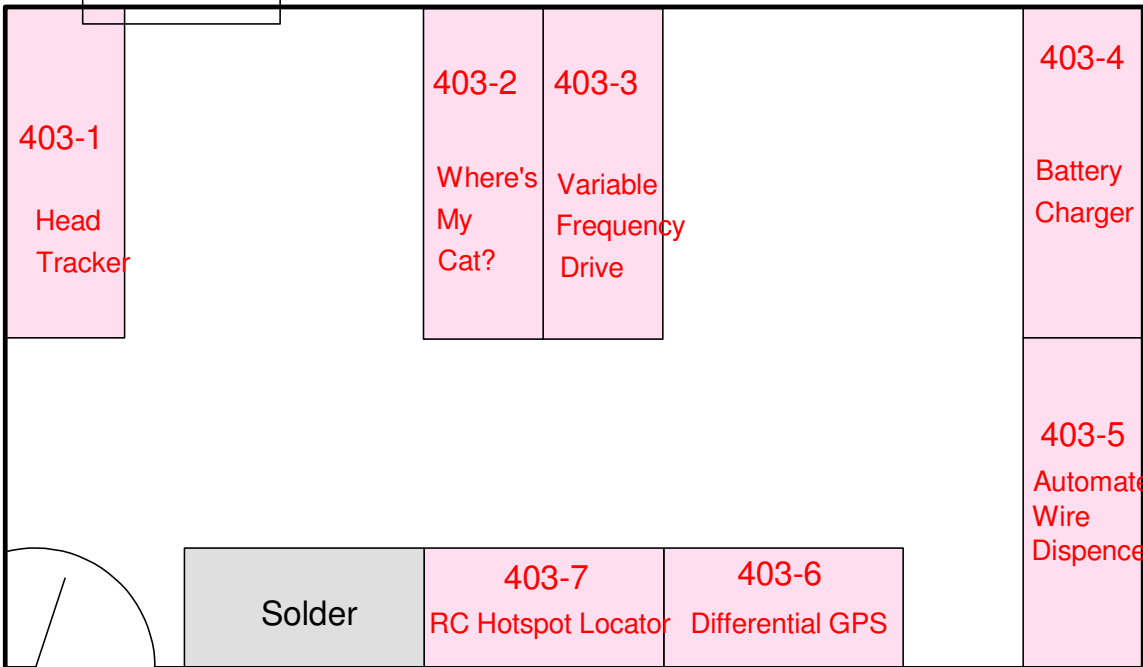 403-1
Head
Tracker
403-2
Where's
My
Cat?
403-3
Variable
Frequency
Drive
403-4
Battery
Charger
403-5
Automate
Wire
Dispence
Solder
403-7
RC Hotspot Locator
403-6
Differential GPS